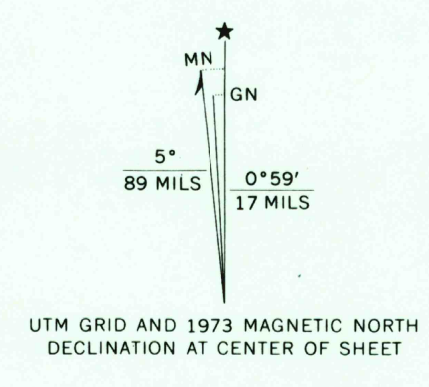 MN
GN
5°
89 MILS
0°59′
17 MILS
UTM GRID AND 1973 MAGNETIC NORTH
DECLINATION AT CENTER OF SHEET